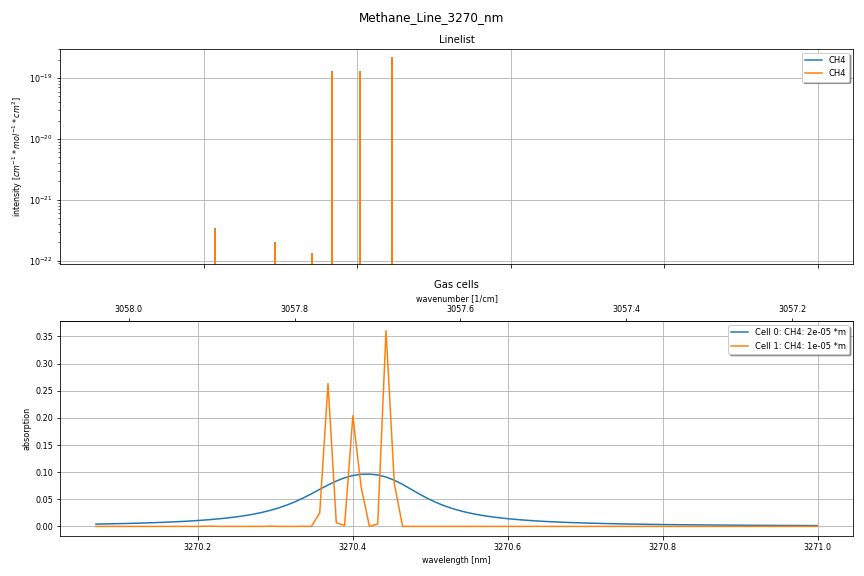 Methane_Line_3270_nm
Linelist
CH4
CH4
10⁻¹⁹
10⁻²⁰
10⁻²¹
10⁻²²
intensity [cm⁻¹ * mol⁻¹ * cm²]
Gas cells
wavenumber [1/cm]
3058.0 3057.8 3057.6 3057.4 3057.2
Cell 0: CH4: 2e-05 *m
Cell 1: CH4: 1e-05 *m
0.35
0.30
0.25
0.20
0.15
0.10
0.05
0.00
absorption
3270.2 3270.4 3270.6 3270.8 3271.0
wavelength [nm]